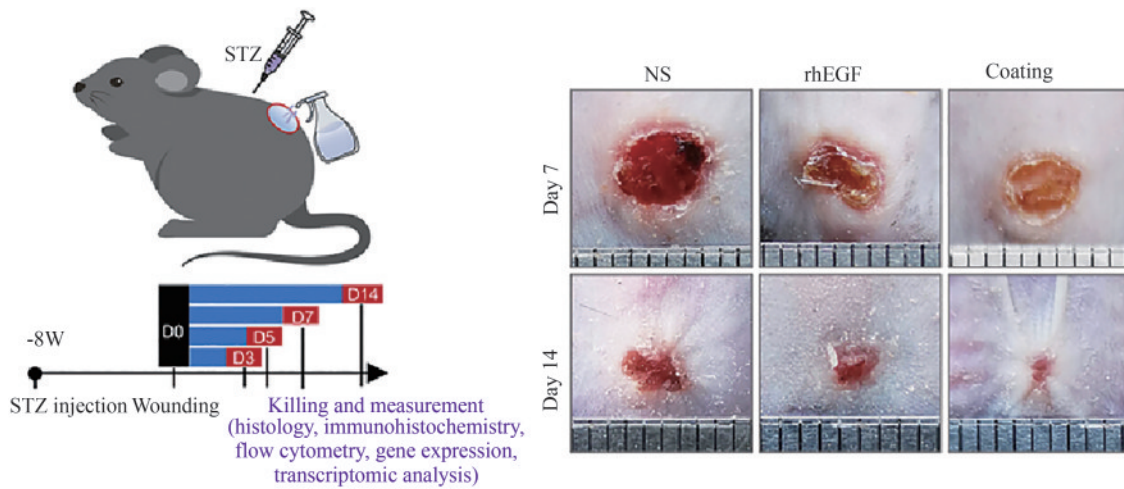 STZ
-8W
D0
D14
D7
D5
D3
STZ injection Wounding
Killing and measurement
(histology, immunohistochemistry,
flow cytometry, gene expression,
transcriptomic analysis)
NS rhEGF Coating
Day 7
Day 14